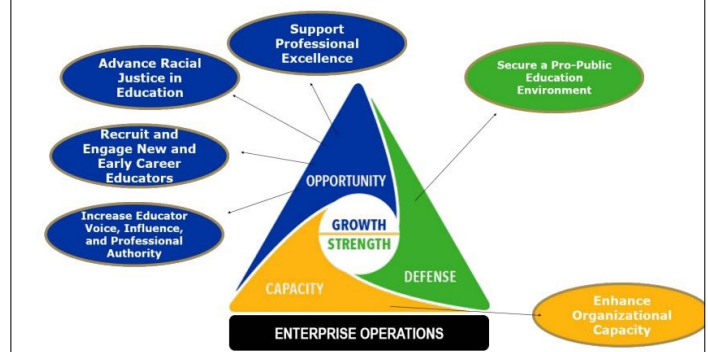 Support
Professional
Excellence
Advance Racial
Justice in
Education
Secure a Pro-Public
Education
Environment
Recruit and
Engage New and
Early Career
Educators
OPPORTUNITY
Increase Educator
Voice, Influence,
and Professional
Authority
GROWTH
STRENGTH
DEFENSE
CAPACITY
Enhance
Organizational
Capacity
ENTERPRISE OPERATIONS